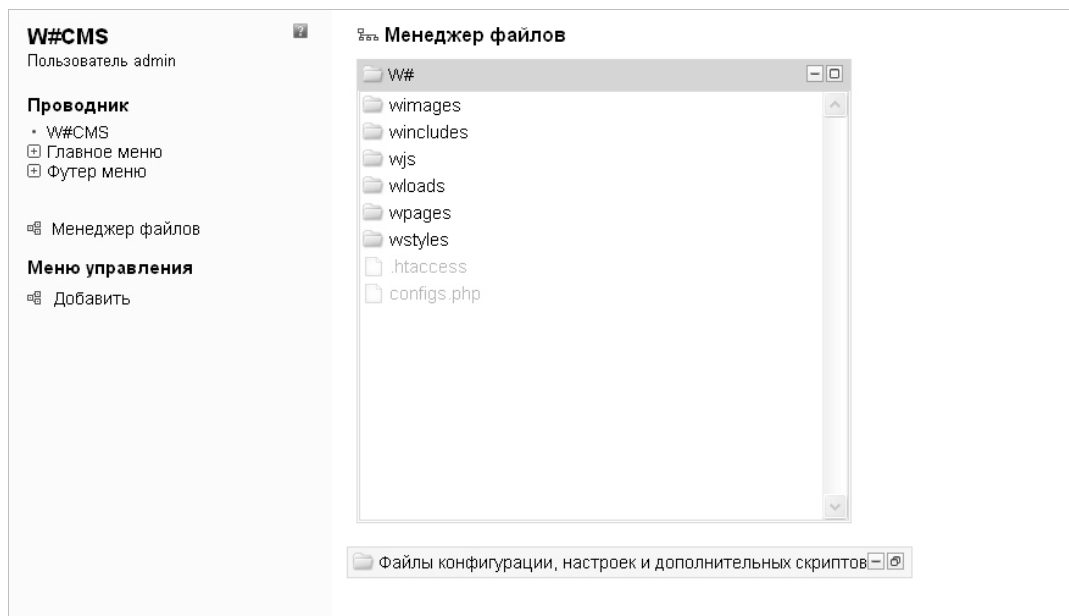 W#CMS
?
Пользователь admin
Проводник
W#CMS
Главное меню
Футер меню
Менеджер файлов
Меню управления
Добавить
Менеджер файлов
W#
wimages
wincludes
wjs
wloads
wpages
wstyles
.htaccess
configs.php
Файлы конфигурации, настроек и дополнительных скриптов